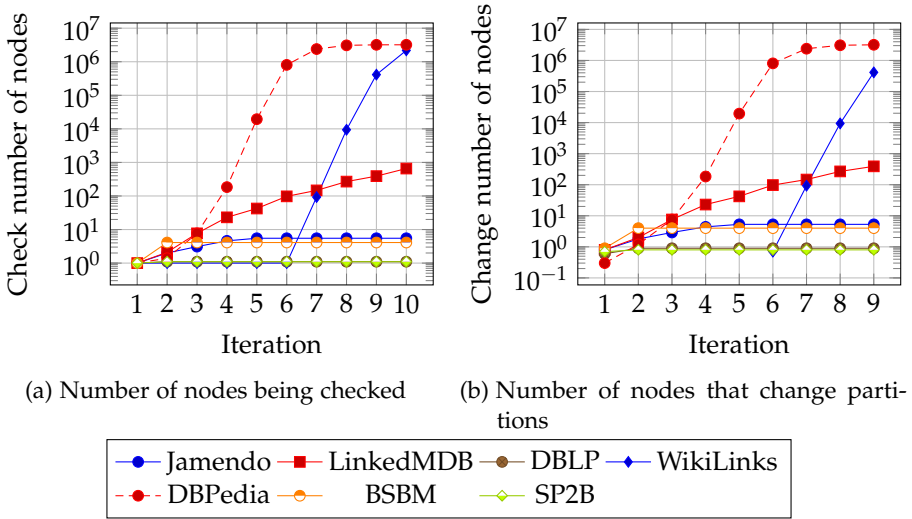 Check number of nodes
10^7
10^6
10^5
10^4
10^3
10^2
10^1
10^0
1 2 3 4 5 6 7 8 9 10
Iteration
(a) Number of nodes being checked
Change number of nodes
10^7
10^6
10^5
10^4
10^3
10^2
10^1
10^0
10^−1
1 2 3 4 5 6 7 8 9
Iteration
(b) Number of nodes that change parti-
tions
Jamendo LinkedMDB DBLP WikiLinks
DBPedia BSBM SP2B